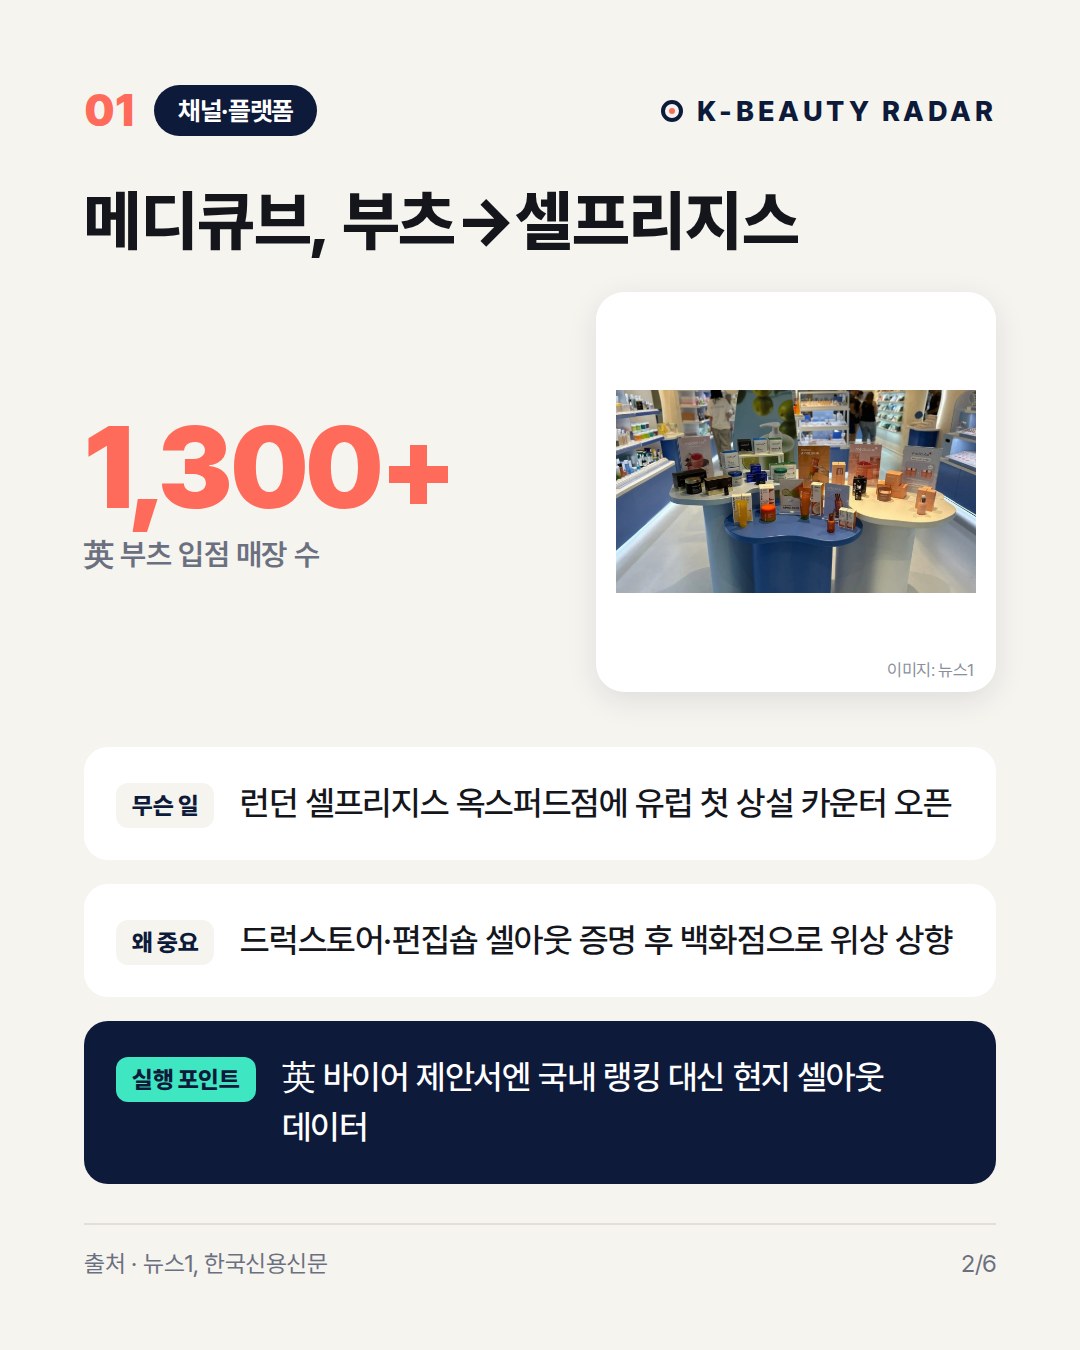 01 채널·플랫폼 K-BEAUTY RADAR
메디큐브, 부츠→셀프리지스
1,300+
英 부츠 입점 매장 수
이미지: 뉴스1
무슨 일 런던 셀프리지스 옥스퍼드점에 유럽 첫 상설 카운터 오픈
왜 중요 드럭스토어·편집숍 셀아웃 증명 후 백화점으로 위상 상향
실행 포인트 英 바이어 제안서엔 국내 랭킹 대신 현지 셀아웃
데이터
출처 · 뉴스1, 한국신용신문 2/6